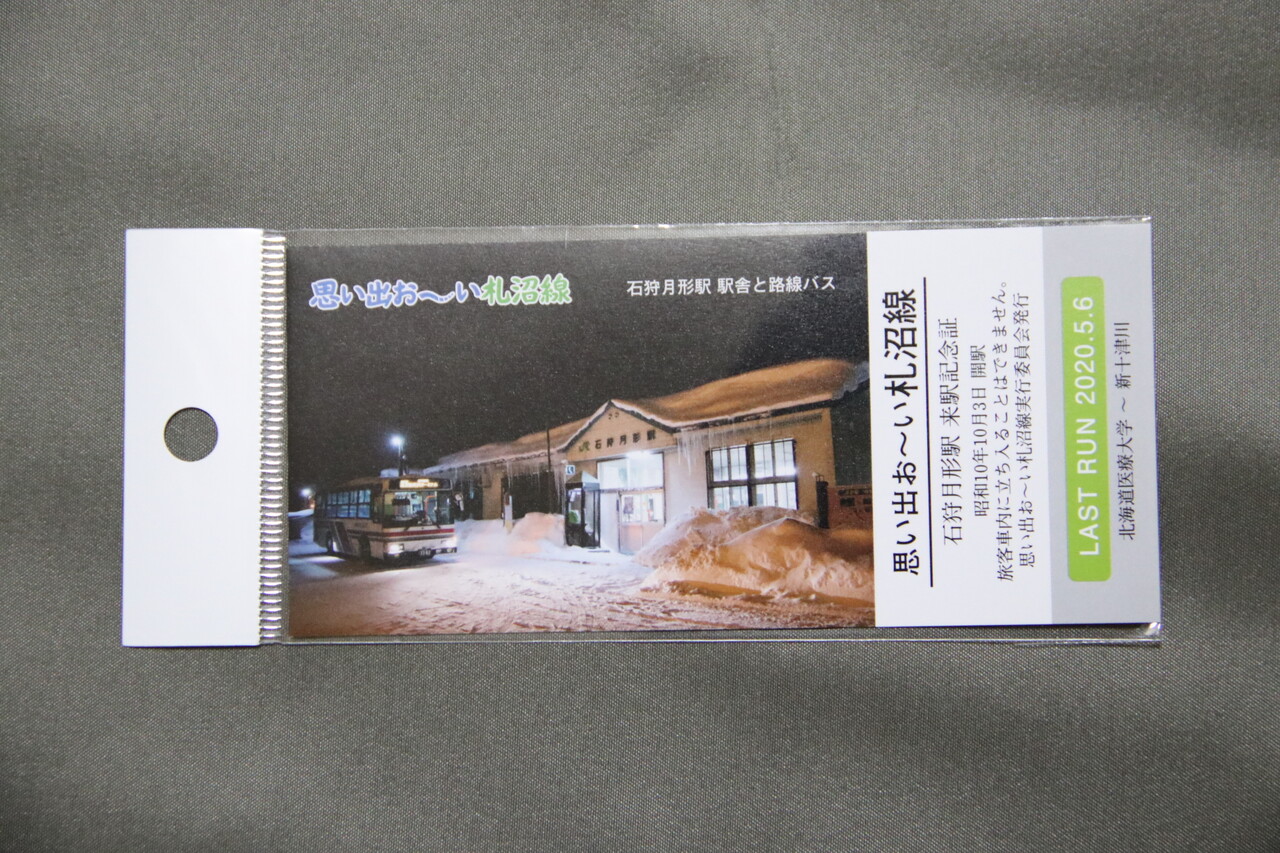 思い出お〜い札沼線
石狩月形駅 駅舎と路線バス
JR 石狩月形駅
思い出お〜い札沼線
石狩月形駅 来駅記念証
昭和10年10月3日 開駅
旅客車内に立ち入ることはできません。
思い出お〜い札沼線実行委員会発行
LAST RUN 2020.5.6
北海道医療大学 〜 新十津川